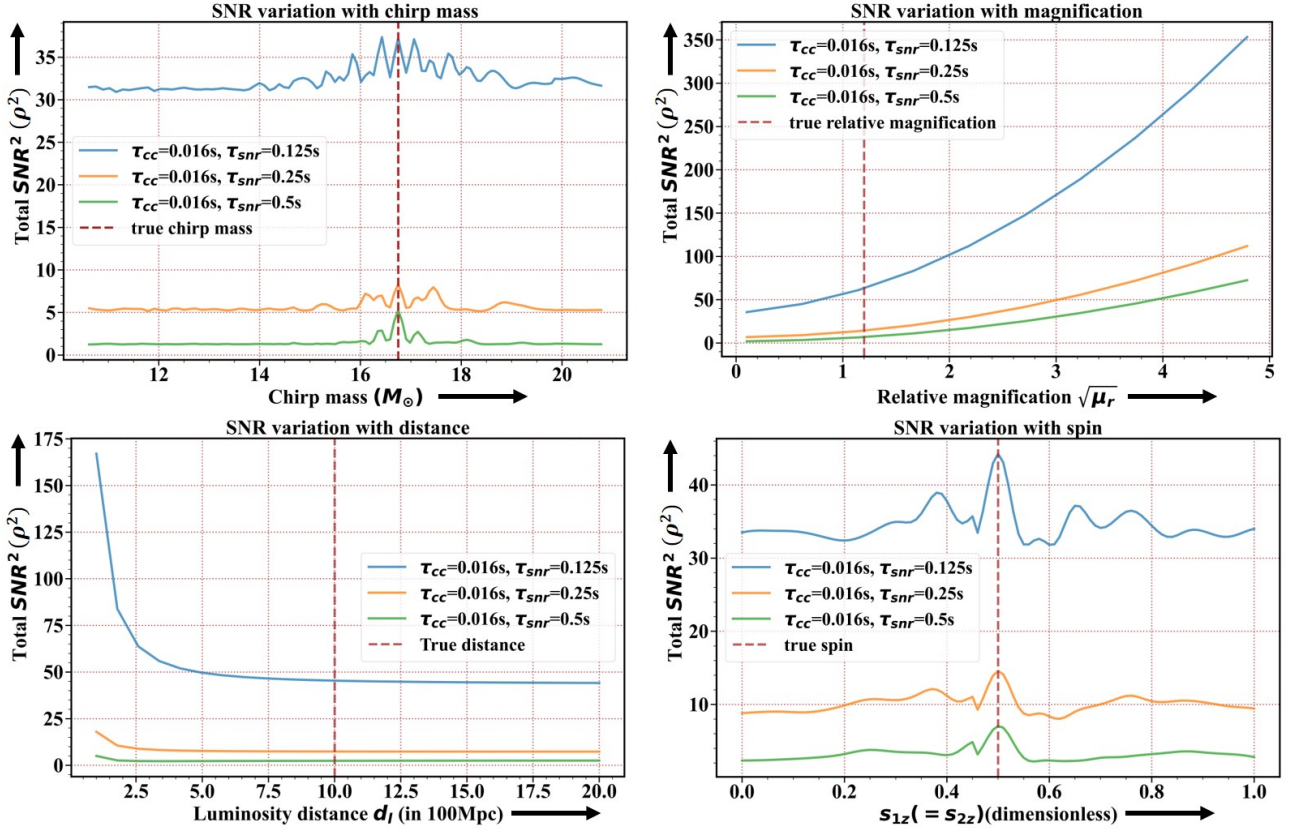 SNR variation with chirp mass
Total SNR² (ρ²)
35
30
25
20
15
10
5
0
τcc=0.016s, τsnr=0.125s
τcc=0.016s, τsnr=0.25s
τcc=0.016s, τsnr=0.5s
true chirp mass
12 14 16 18 20
Chirp mass (M⊙)
SNR variation with magnification
Total SNR² (ρ²)
350
300
250
200
150
100
50
0
τcc=0.016s, τsnr=0.125s
τcc=0.016s, τsnr=0.25s
τcc=0.016s, τsnr=0.5s
true relative magnification
0 1 2 3 4 5
Relative magnification √μr
SNR variation with distance
Total SNR² (ρ²)
175
150
125
100
75
50
25
0
τcc=0.016s, τsnr=0.125s
τcc=0.016s, τsnr=0.25s
τcc=0.016s, τsnr=0.5s
True distance
2.5 5.0 7.5 10.0 12.5 15.0 17.5 20.0
Luminosity distance dl (in 100Mpc)
SNR variation with spin
Total SNR² (ρ²)
40
30
20
10
τcc=0.016s, τsnr=0.125s
τcc=0.016s, τsnr=0.25s
τcc=0.016s, τsnr=0.5s
true spin
0.0 0.2 0.4 0.6 0.8 1.0
s1z(= s2z)(dimensionless)